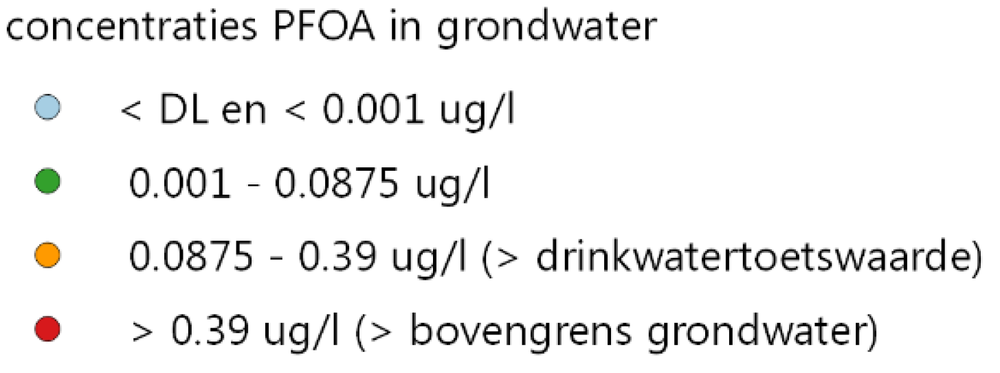 concentraties PFOA in grondwater
< DL en < 0.001 ug/l
0.001 - 0.0875 ug/l
0.0875 - 0.39 ug/l (> drinkwatertoetswaarde)
> 0.39 ug/l (> bovengrens grondwater)